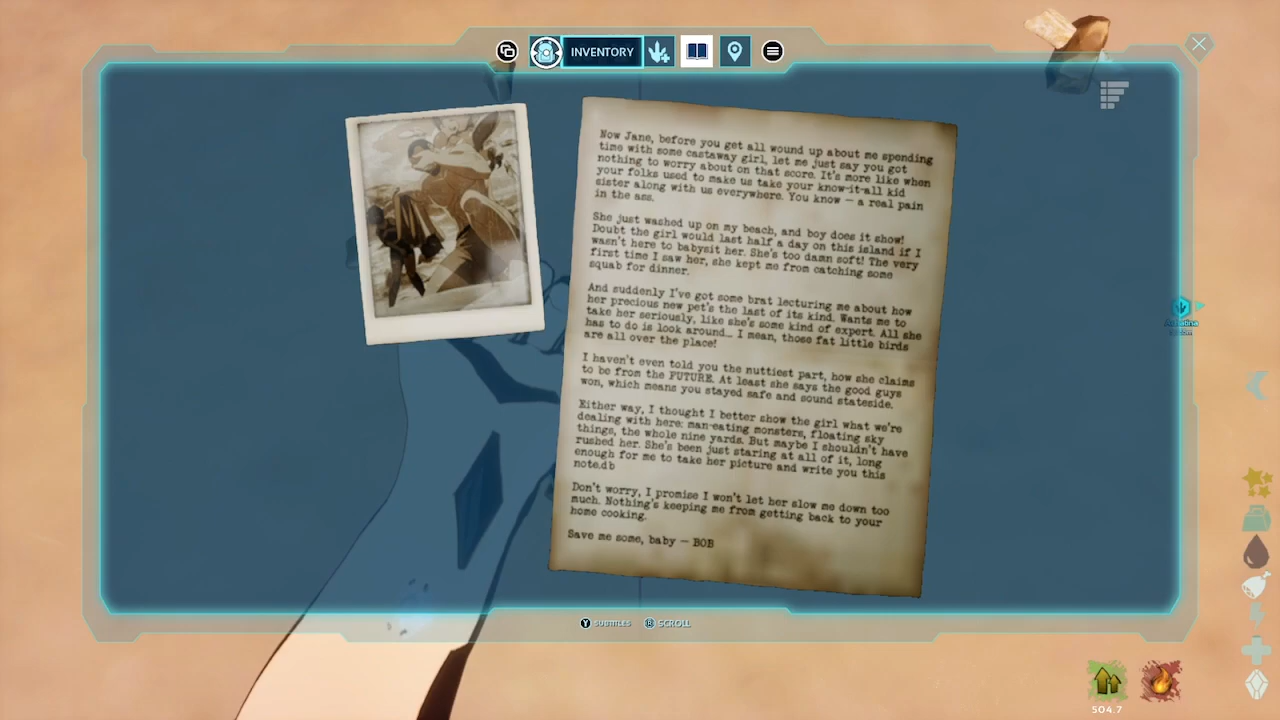 INVENTORY
Now Jane, before you get all wound up about me spending
time with some castaway girl, let me just say you got
nothing to worry about on that score. It's more like when
your folks used to make us take your know-it-all kid
sister along with us everywhere. You know — a real pain
in the ass.
She just washed up on my beach, and boy does it show!
Doubt the girl would last half a day on this island if I
wasn't here to babysit her. She's too damn soft! The very
first time I saw her, she kept me from catching some
squab for dinner.
And suddenly I've got some brat lecturing me about how
her precious new pet's the last of its kind. Wants me to
take her seriously, like she's some kind of expert. All she
has to do is look around… I mean, those fat little birds
are all over the place!
I haven't even told you the nuttiest part, how she claims
to be from the FUTURE. At least she says the good guys
won, which means you stayed safe and sound stateside.
Either way, I thought I better show the girl what we're
dealing with here: man-eating monsters, floating sky
things, the whole nine yards. But maybe I shouldn't have
rushed her. She's been just staring at all of it, long
enough for me to take her picture and write you this
note.db
Don't worry, I promise I won't let her slow me down too
much. Nothing's keeping me from getting back to your
home cooking.
Save me some, baby — BOB
Y SUBTITLES R SCROLL
504.7